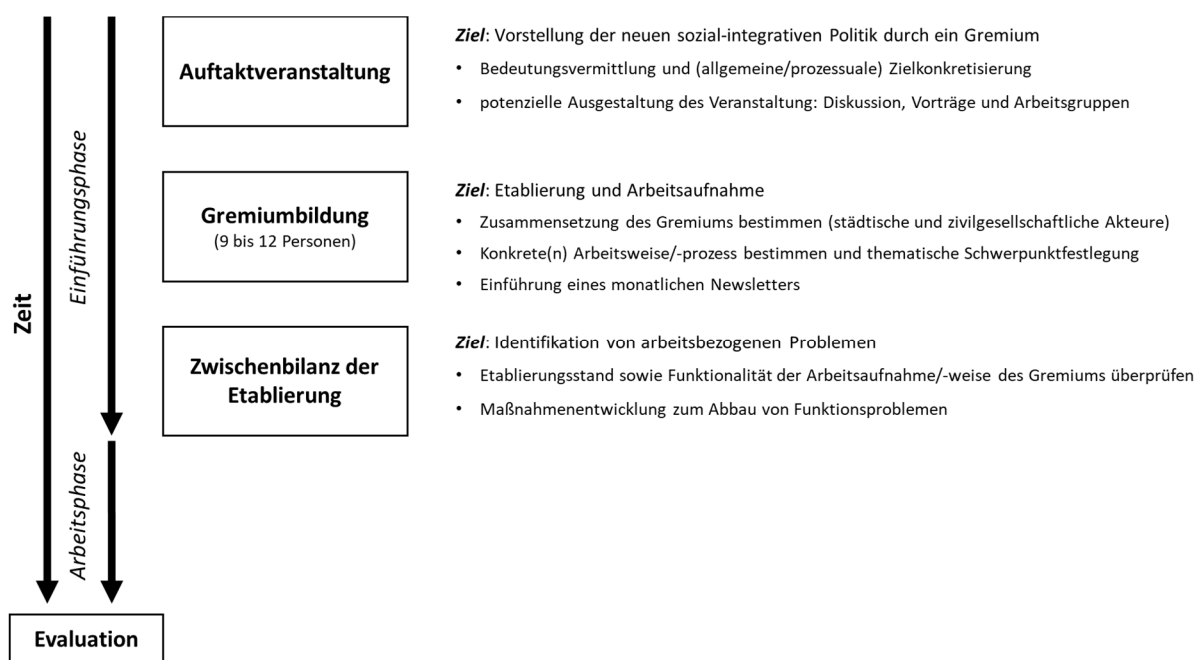 Auftaktveranstaltung
Ziel: Vorstellung der neuen sozial-integrativen Politik durch ein Gremium
• Bedeutungsvermittlung und (allgemeine/prozessuale) Zielkonkretisierung
• potenzielle Ausgestaltung des Veranstaltung: Diskussion, Vorträge und Arbeitsgruppen
Einführungsphase
Gremiumbildung
(9 bis 12 Personen)
Ziel: Etablierung und Arbeitsaufnahme
• Zusammensetzung des Gremiums bestimmen (städtische und zivilgesellschaftliche Akteure)
• Konkrete(n) Arbeitsweise/-prozess bestimmen und thematische Schwerpunktfestlegung
• Einführung eines monatlichen Newsletters
Zeit
Zwischenbilanz der
Etablierung
Ziel: Identifikation von arbeitsbezogenen Problemen
• Etablierungsstand sowie Funktionalität der Arbeitsaufnahme/-weise des Gremiums überprüfen
• Maßnahmenentwicklung zum Abbau von Funktionsproblemen
Arbeitsphase
Evaluation